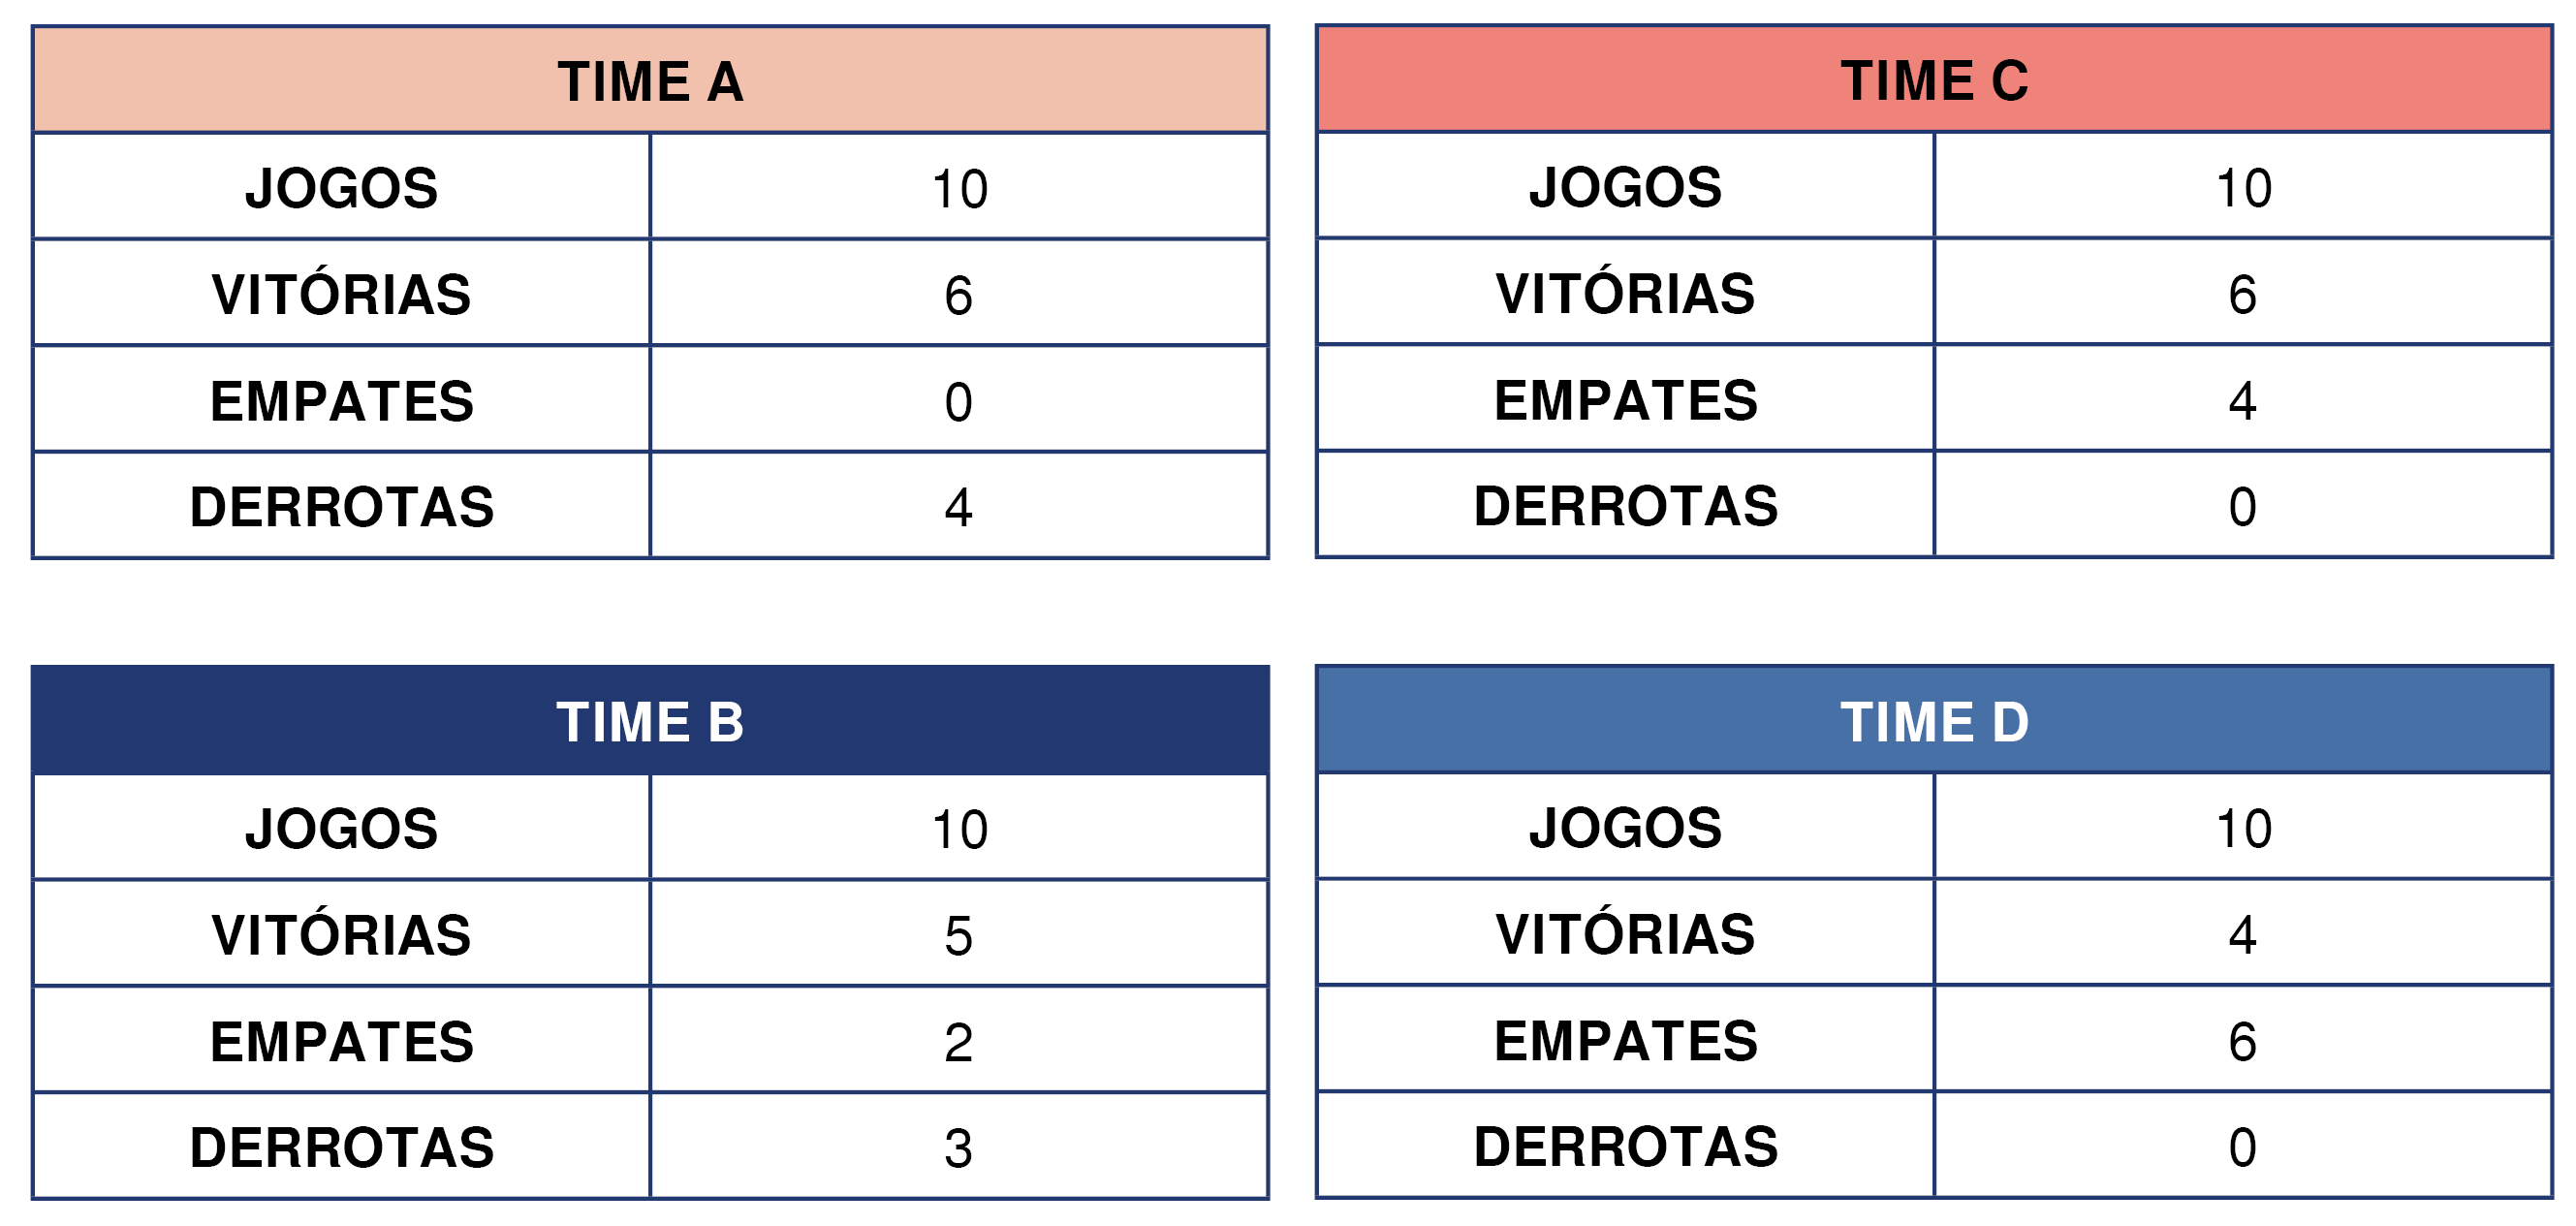 TIME A
JOGOS 10
VITÓRIAS 6
EMPATES 0
DERROTAS 4
TIME C
JOGOS 10
VITÓRIAS 6
EMPATES 4
DERROTAS 0
TIME B
JOGOS 10
VITÓRIAS 5
EMPATES 2
DERROTAS 3
TIME D
JOGOS 10
VITÓRIAS 4
EMPATES 6
DERROTAS 0